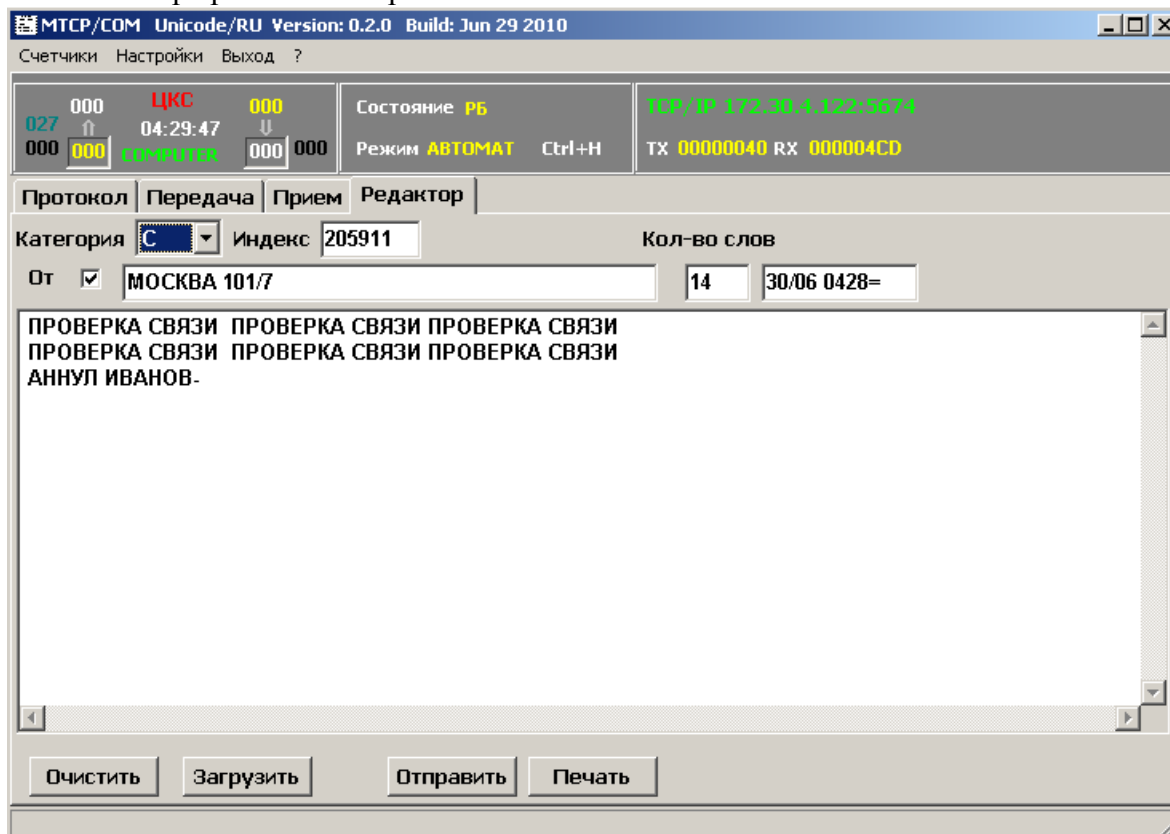 MTCP/COM Unicode/RU Version: 0.2.0 Build: Jun 29 2010
Счетчики Настройки Выход ?
000 ЦКС 000 Состояние РБ TCP/IP 172.30.4.122:5674
027 ⇑ 04:29:47 ⇓
000 000 COMPUTER 000 000 Режим АВТОМАТ Ctrl+H TX 00000040 RX 000004CD
Протокол Передача Прием Редактор
Категория С Индекс 205911 Кол-во слов
От МОСКВА 101/7 14 30/06 0428=
ПРОВЕРКА СВЯЗИ ПРОВЕРКА СВЯЗИ ПРОВЕРКА СВЯЗИ
ПРОВЕРКА СВЯЗИ ПРОВЕРКА СВЯЗИ ПРОВЕРКА СВЯЗИ
АННУЛ ИВАНОВ-
Очистить Загрузить Отправить Печать